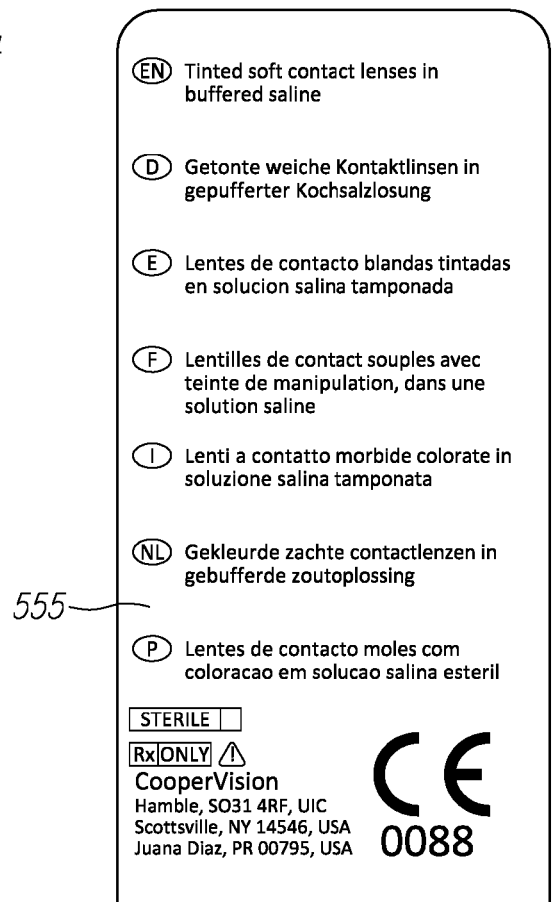 EN Tinted soft contact lenses in
buffered saline
D Getonte weiche Kontaktlinsen in
gepufferter Kochsalzlosung
E Lentes de contacto blandas tintadas
en solucion salina tamponada
F Lentilles de contact souples avec
teinte de manipulation, dans une
solution saline
I Lenti a contatto morbide colorate in
soluzione salina tamponata
NL Gekleurde zachte contactlenzen in
gebufferde zoutoplossing
555
P Lentes de contacto moles com
coloracao em solucao salina esteril
STERILE
Rx ONLY
CooperVision
Hamble, SO31 4RF, UIC
Scottsville, NY 14546, USA
Juana Diaz, PR 00795, USA
CE
0088